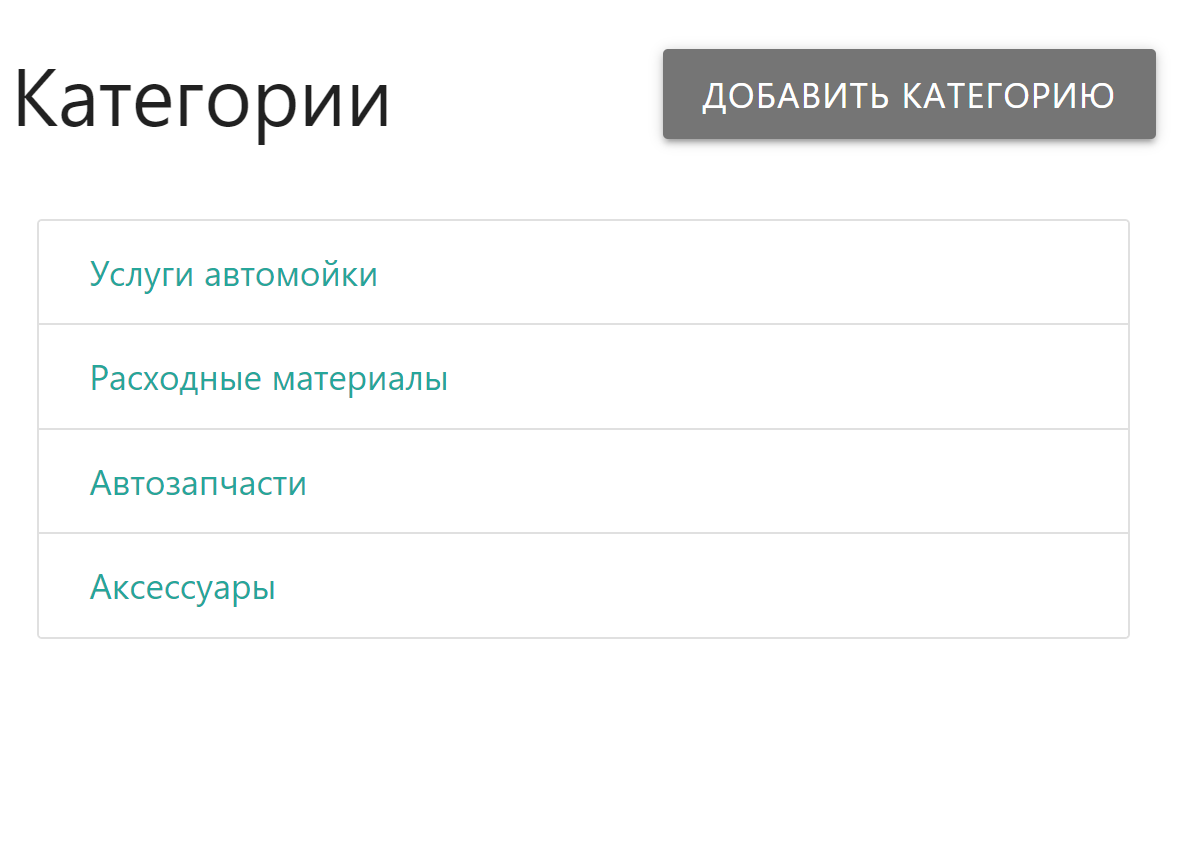 Категории
ДОБАВИТЬ КАТЕГОРИЮ
Услуги автомойки
Расходные материалы
Автозапчасти
Аксессуары